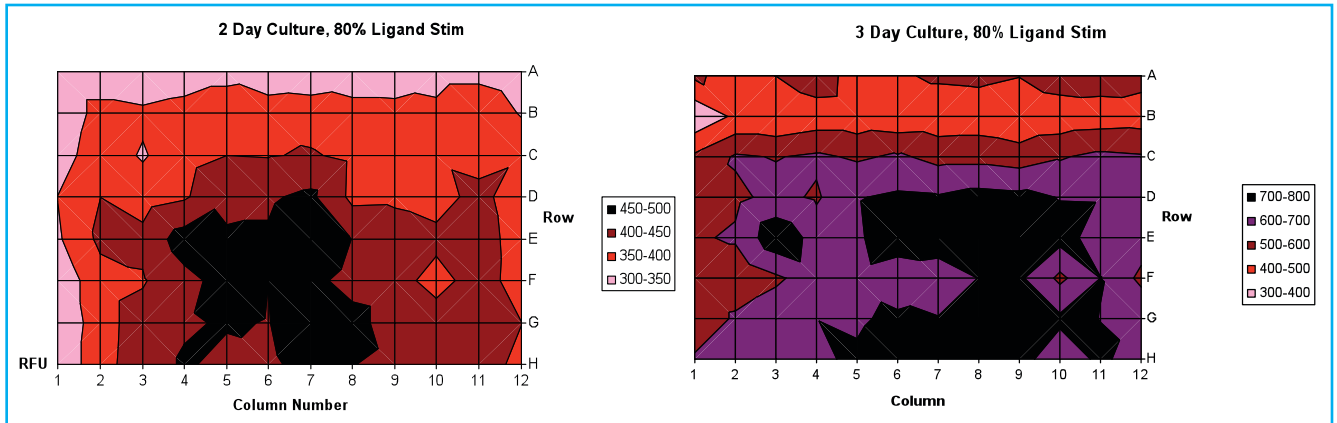 2 Day Culture, 80% Ligand Stim
A
B
C
D
E
F
G
H
Row
RFU
1 2 3 4 5 6 7 8 9 10 11 12
Column Number
450-500
400-450
350-400
300-350
3 Day Culture, 80% Ligand Stim
A
B
C
D
E
F
G
H
Row
1 2 3 4 5 6 7 8 9 10 11 12
Column
700-800
600-700
500-600
400-500
300-400